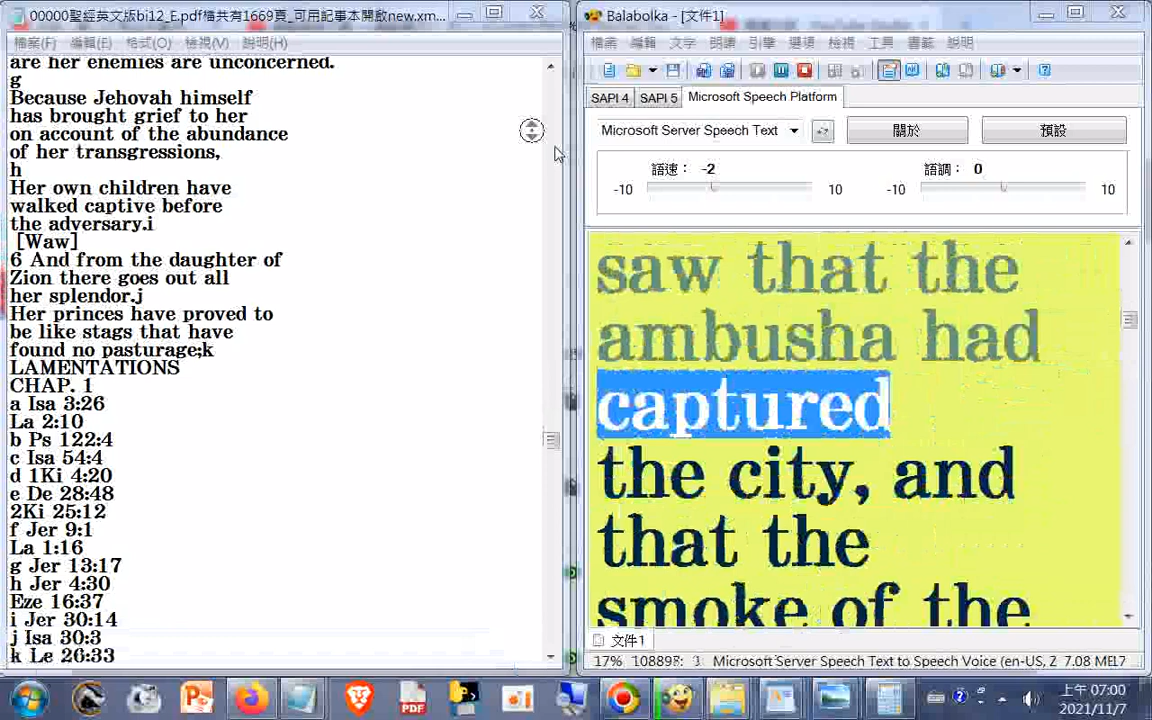 00000聖經英文版bi12_E.pdf檔共有1669頁_可用記事本開啟new.xm...
檔案(F) 編輯(E) 格式(O) 檢視(V) 說明(H)
are her enemies are unconcerned.
g
Because Jehovah himself
has brought grief to her
on account of the abundance
of her transgressions,
h
Her own children have
walked captive before
the adversary.i
[Waw]
6 And from the daughter of
Zion there goes out all
her splendor.j
Her princes have proved to
be like stags that have
found no pasturage;k
LAMENTATIONS
CHAP. 1
a Isa 3:26
La 2:10
b Ps 122:4
c Isa 54:4
d 1Ki 4:20
e De 28:48
2Ki 25:12
f Jer 9:1
La 1:16
g Jer 13:17
h Jer 4:30
Eze 16:37
i Jer 30:14
j Isa 30:3
k Le 26:33
Balabolka - [文件1]
檔案 編輯 文字 朗讀 引擎 選項 檢視 工具 書籤 說明
SAPI 4 SAPI 5 Microsoft Speech Platform
Microsoft Server Speech Text 關於 預設
語速： -2 語調： 0
-10 10 -10 10
saw that the
ambusha had
captured
the city, and
that the
smoke of the
文件1
17% Microsoft Server Speech Text to Speech Voice (en-US, 2
PDF
上午 07:00
2021/11/7